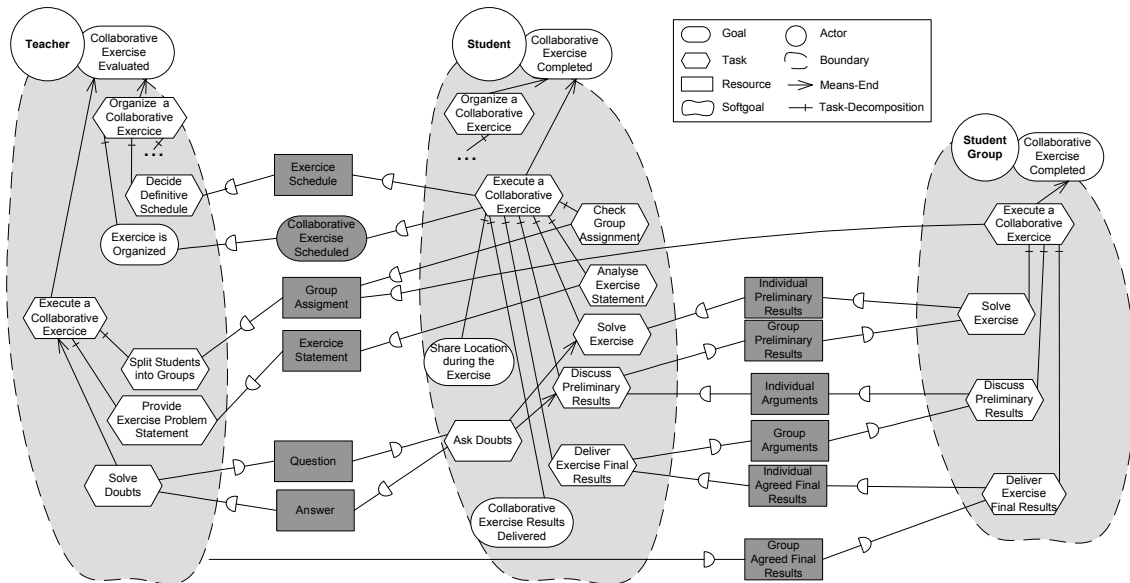 Teacher
Collaborative
Exercise
Evaluated
Organize a
Collaborative
Exercice
...
Decide
Definitive
Schedule
Exercice is
Organized
Execute a
Collaborative
Exercice
Split Students
into Groups
Provide
Exercise Problem
Statement
Solve
Doubts
Exercice
Schedule
Collaborative
Exercise
Scheduled
Group
Assigment
Exercice
Statement
Question
Answer
Student
Collaborative
Exercise
Completed
Organize a
Collaborative
Exercice
...
Execute a
Collaborative
Exercice
Check
Group
Assignment
Analyse
Exercise
Statement
Solve
Exercise
Share Location
during the
Exercise
Discuss
Preliminary
Results
Ask Doubts
Deliver
Exercise Final
Results
Collaborative
Exercise Results
Delivered
Individual
Preliminary
Results
Group
Preliminary
Results
Individual
Arguments
Group
Arguments
Individual
Agreed Final
Results
Group
Agreed Final
Results
Goal
Task
Resource
Softgoal
Actor
Boundary
Means-End
Task-Decomposition
Student
Group
Collaborative
Exercise
Completed
Execute a
Collaborative
Exercice
Solve
Exercise
Discuss
Preliminary
Results
Deliver
Exercise
Final Results